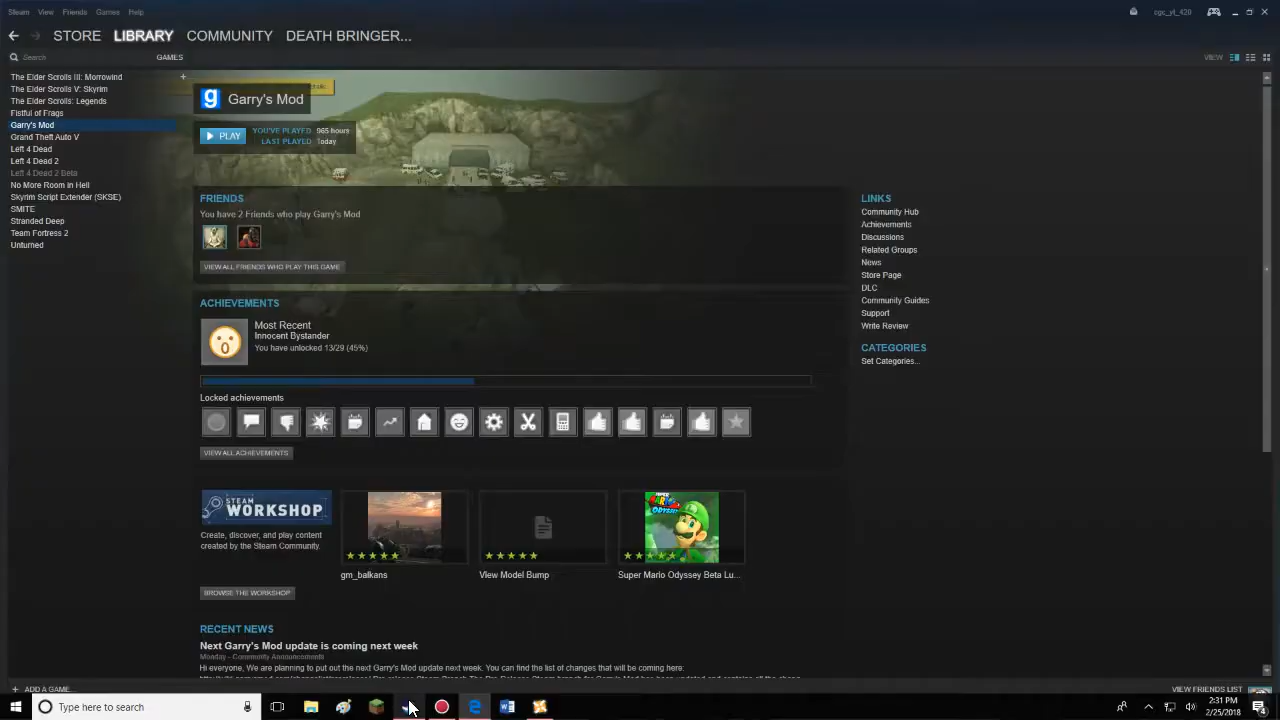 Steam View Friends Games Help
cgc_yt_420
STORE LIBRARY COMMUNITY DEATH BRINGER...
Search GAMES VIEW
The Elder Scrolls III: Morrowind
The Elder Scrolls V: Skyrim
The Elder Scrolls: Legends
Fistful of Frags
Garry's Mod
Grand Theft Auto V
Left 4 Dead
Left 4 Dead 2
Left 4 Dead 2 Beta
No More Room in Hell
Skyrim Script Extender (SKSE)
SMITE
Stranded Deep
Team Fortress 2
Unturned
g Garry's Mod
PLAY
YOU'VE PLAYED 965 hours
LAST PLAYED Today
FRIENDS
You have 2 Friends who play Garry's Mod
VIEW ALL FRIENDS WHO PLAY THIS GAME
ACHIEVEMENTS
Most Recent
Innocent Bystander
You have unlocked 13/29 (45%)
Locked achievements
VIEW ALL ACHIEVEMENTS
STEAM
WORKSHOP
Create, discover, and play content
created by the Steam Community.
BROWSE THE WORKSHOP
gm_balkans
View Model Bump
SUPER MARIO ODYSSEY
Super Mario Odyssey Beta Lu...
RECENT NEWS
Next Garry's Mod update is coming next week
Monday - Community Announcements
Hi everyone, We are planning to put out the next Garry's Mod update next week. You can find the list of changes that will be coming here:
LINKS
Community Hub
Achievements
Discussions
Related Groups
News
Store Page
DLC
Community Guides
Support
Write Review
CATEGORIES
Set Categories...
+ ADD A GAME...
VIEW FRIENDS LIST
Type here to search
2:31 PM
2/25/2018